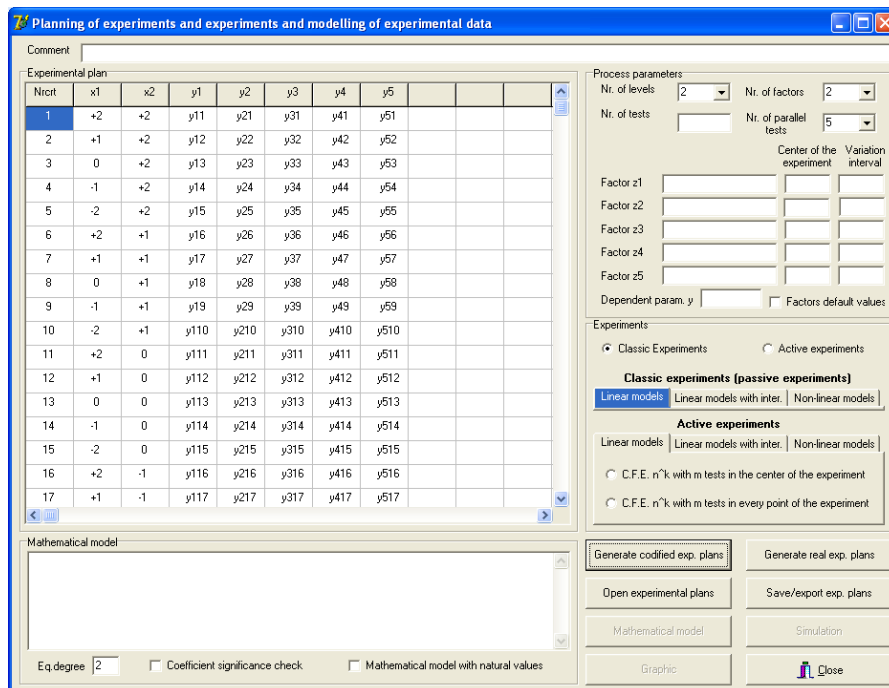 Planning of experiments and experiments and modelling of experimental data
Comment
Experimental plan
Nrcrt x1 x2 y1 y2 y3 y4 y5
1 +2 +2 y11 y21 y31 y41 y51
2 +1 +2 y12 y22 y32 y42 y52
3 0 +2 y13 y23 y33 y43 y53
4 -1 +2 y14 y24 y34 y44 y54
5 -2 +2 y15 y25 y35 y45 y55
6 +2 +1 y16 y26 y36 y46 y56
7 +1 +1 y17 y27 y37 y47 y57
8 0 +1 y18 y28 y38 y48 y58
9 -1 +1 y19 y29 y39 y49 y59
10 -2 +1 y110 y210 y310 y410 y510
11 +2 0 y111 y211 y311 y411 y511
12 +1 0 y112 y212 y312 y412 y512
13 0 0 y113 y213 y313 y413 y513
14 -1 0 y114 y214 y314 y414 y514
15 -2 0 y115 y215 y315 y415 y515
16 +2 -1 y116 y216 y316 y416 y516
17 +1 -1 y117 y217 y317 y417 y517
Mathematical model
Eq.degree 2 Coefficient significance check Mathematical model with natural values
Process parameters
Nr. of levels 2 Nr. of factors 2
Nr. of tests Nr. of parallel tests 5
Center of the experiment Variation interval
Factor z1
Factor z2
Factor z3
Factor z4
Factor z5
Dependent param. y Factors default values
Experiments
Classic Experiments Active experiments
Classic experiments (passive experiments)
Linear models Linear models with inter. Non-linear models
Active experiments
Linear models Linear models with inter. Non-linear models
C.F.E. n^k with m tests in the center of the experiment
C.F.E. n^k with m tests in every point of the experiment
Generate codified exp. plans Generate real exp. plans
Open experimental plans Save/export exp. plans
Mathematical model Simulation
Graphic Close